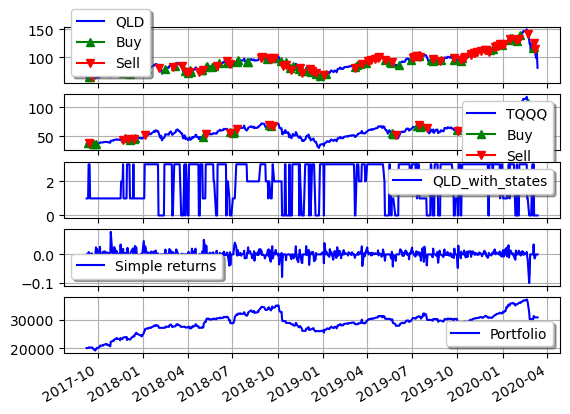 150
100
QLD
Buy
Sell
100
50
TQQQ
Buy
Sell
2
0
QLD_with_states
0.0
−0.1
Simple returns
30000
20000
Portfolio
2017-10
2018-01
2018-04
2018-07
2018-10
2019-01
2019-04
2019-07
2019-10
2020-01
2020-04